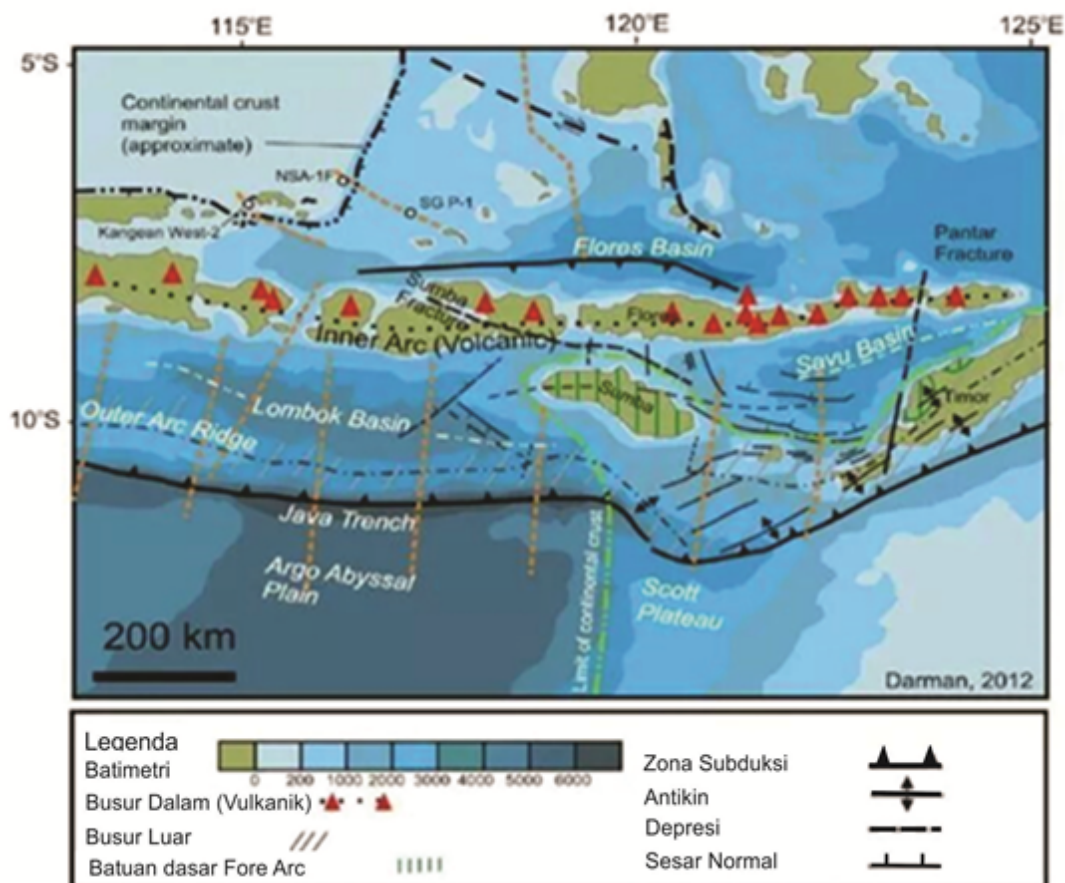 115°E
120°E
125°E
5°S
10°S
Continental crust
margin
(approximate)
NSA-1F
SG P-1
Kangean West-2
Flores Basin
Pantar
Fracture
Sumba
Fracture
Flores
Inner Arc (Volcanic)
Savu Basin
Sumba
Timor
Lombok Basin
Outer Arc Ridge
Java Trench
Argo Abyssal
Plain
Scott
Plateau
Limit of continental crust
200 km
Darman, 2012
Legenda
Batimetri
0 200 1000 2000 3000 4000 5000 6000
Busur Dalam (Vulkanik)
Busur Luar
Batuan dasar Fore Arc
Zona Subduksi
Antikin
Depresi
Sesar Normal